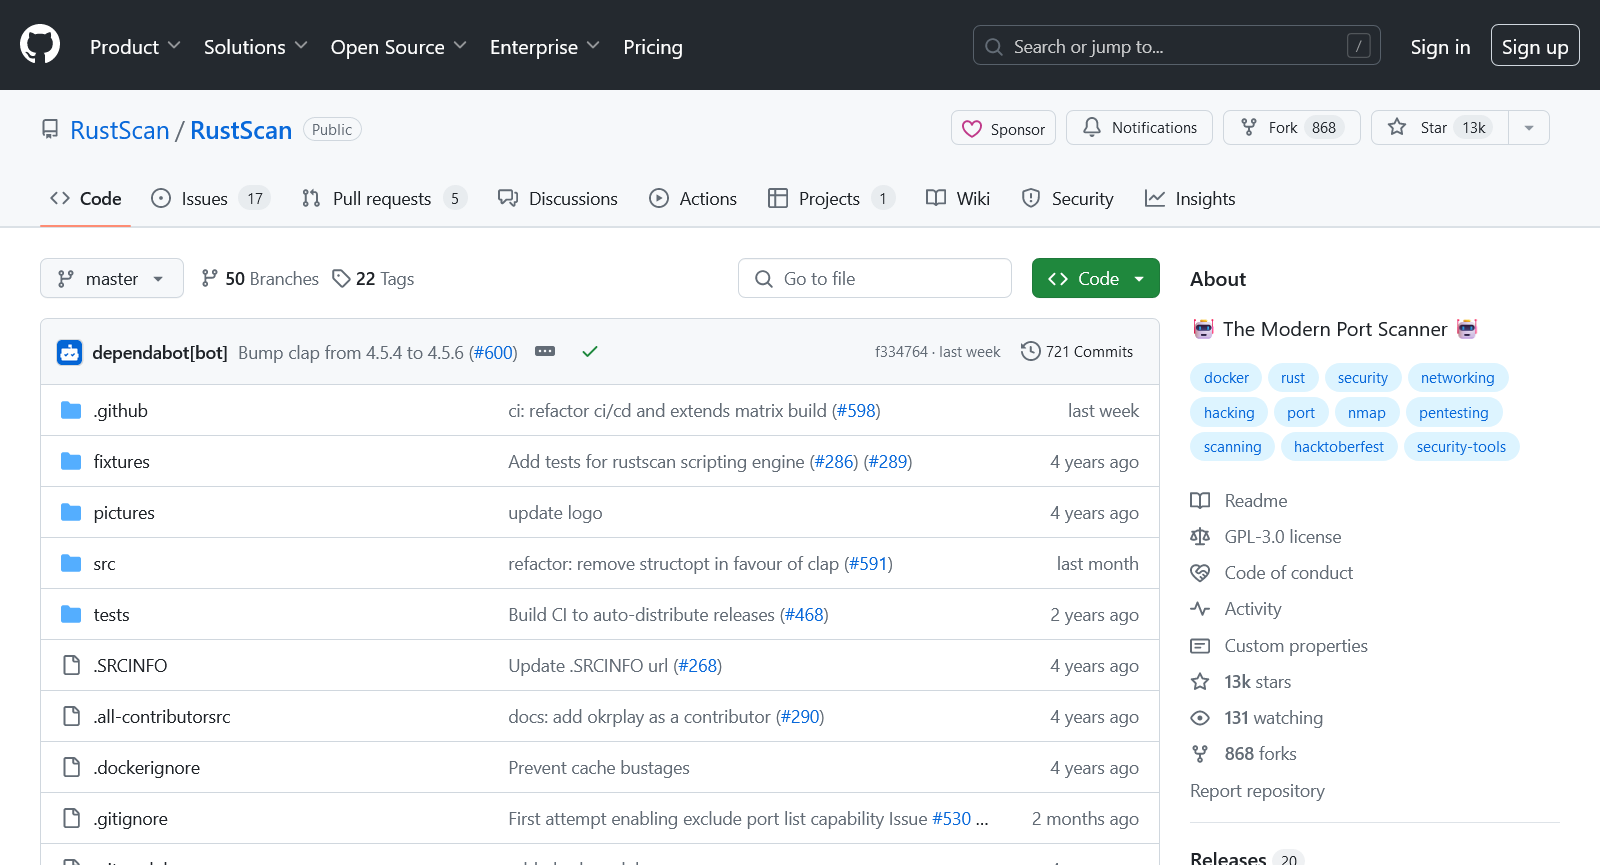 Product Solutions Open Source Enterprise Pricing Search or jump to... / Sign in Sign up
RustScan / RustScan Public Sponsor Notifications Fork 868 Star 13k
Code Issues 17 Pull requests 5 Discussions Actions Projects 1 Wiki Security Insights
master 50 Branches 22 Tags Go to file Code
dependabot[bot] Bump clap from 4.5.4 to 4.5.6 (#600) f334764 · last week 721 Commits
.github ci: refactor ci/cd and extends matrix build (#598) last week
fixtures Add tests for rustscan scripting engine (#286) (#289) 4 years ago
pictures update logo 4 years ago
src refactor: remove structopt in favour of clap (#591) last month
tests Build CI to auto-distribute releases (#468) 2 years ago
.SRCINFO Update .SRCINFO url (#268) 4 years ago
.all-contributorsrc docs: add okrplay as a contributor (#290) 4 years ago
.dockerignore Prevent cache bustages 4 years ago
.gitignore First attempt enabling exclude port list capability Issue #530 ... 2 months ago
About
The Modern Port Scanner
docker rust security networking
hacking port nmap pentesting
scanning hacktoberfest security-tools
Readme
GPL-3.0 license
Code of conduct
Activity
Custom properties
13k stars
131 watching
868 forks
Report repository
Releases 20